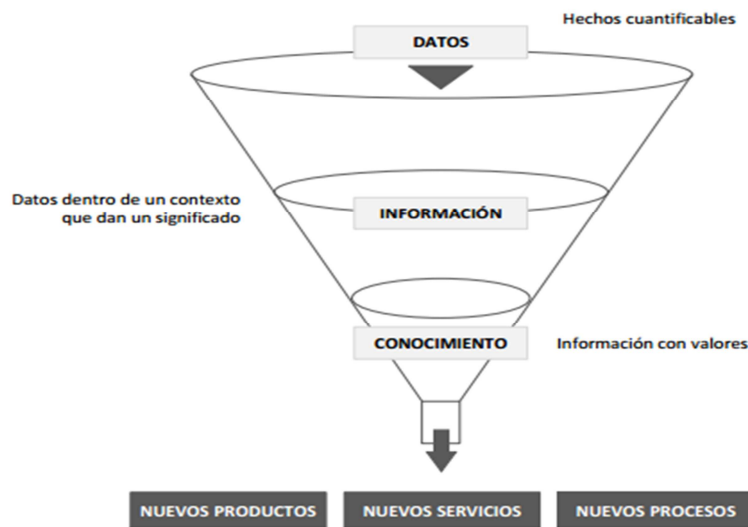 Hechos cuantificables
DATOS
Datos dentro de un contexto
que dan un significado
INFORMACIÓN
CONOCIMIENTO
Información con valores
NUEVOS PRODUCTOS
NUEVOS SERVICIOS
NUEVOS PROCESOS